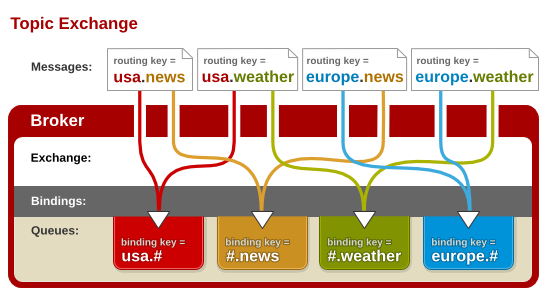 Topic Exchange
Messages:
routing key =
usa.news
routing key =
usa.weather
routing key =
europe.news
routing key =
europe.weather
Broker
Exchange:
Bindings:
Queues:
binding key =
usa.#
binding key =
#.news
binding key =
#.weather
binding key =
europe.#